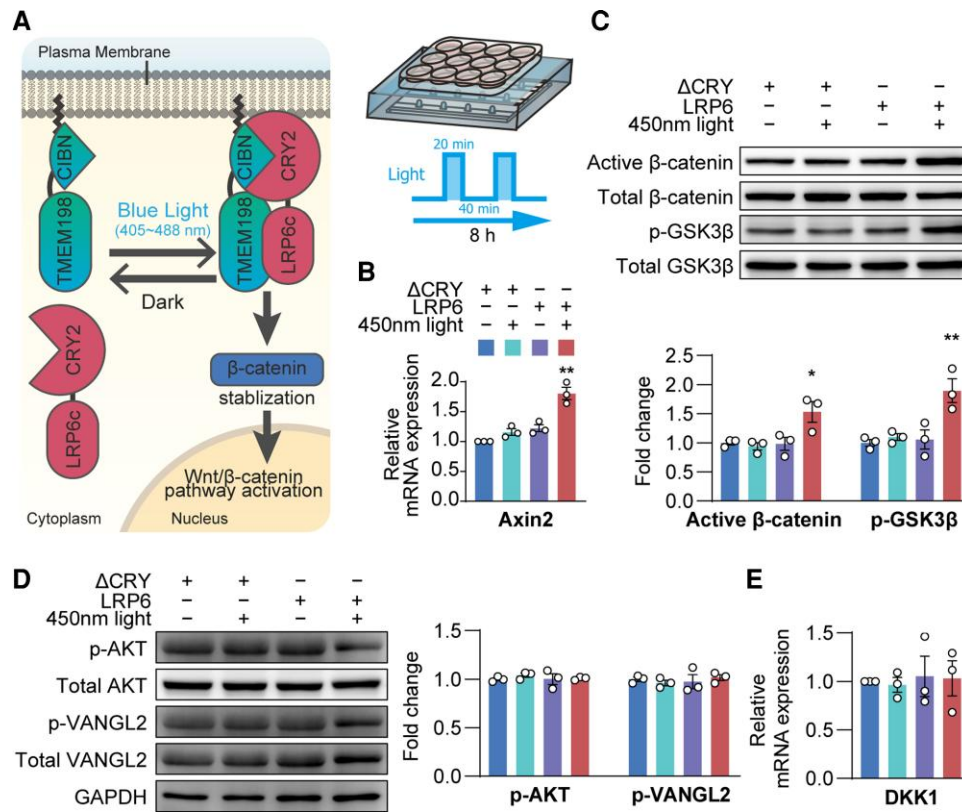 A
Plasma Membrane
CIBN
TMEM198
CRY2
LRP6c
CIBN
CRY2
TMEM198
LRP6c
Blue Light
(405~488 nm)
Dark
β-catenin
stablization
Wnt/β-catenin
pathway activation
Cytoplasm
Nucleus
20 min
Light
40 min
8 h
B
ΔCRY + + − −
LRP6 − − + +
450nm light − + − +
Relative
mRNA expression
2.0
1.5
1.0
0.5
0.0
**
Axin2
C
ΔCRY + + − −
LRP6 − − + +
450nm light − + − +
Active β-catenin
Total β-catenin
p-GSK3β
Total GSK3β
Fold change
2.5
2.0
1.5
1.0
0.5
0.0
*
**
Active β-catenin
p-GSK3β
D
ΔCRY + + − −
LRP6 − − + +
450nm light − + − +
p-AKT
Total AKT
p-VANGL2
Total VANGL2
GAPDH
Fold change
1.5
1.0
0.5
0.0
p-AKT
p-VANGL2
E
Relative
mRNA expression
1.5
1.0
0.5
0.0
DKK1